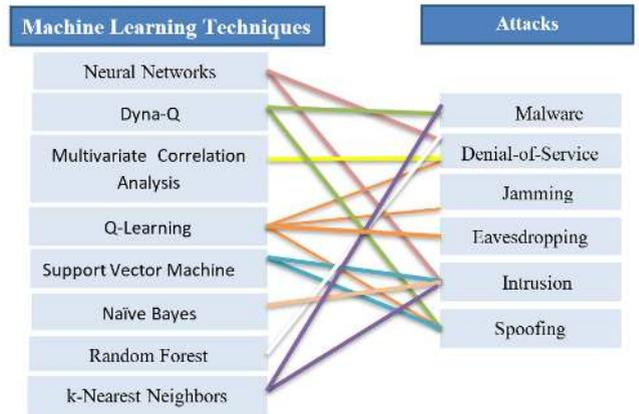 Machine Learning Techniques
Attacks
Neural Networks
Dyna-Q
Multivariate Correlation
Analysis
Q-Learning
Support Vector Machine
Naïve Bayes
Random Forest
k-Nearest Neighbors
Malware
Denial-of-Service
Jamming
Eavesdropping
Intrusion
Spoofing